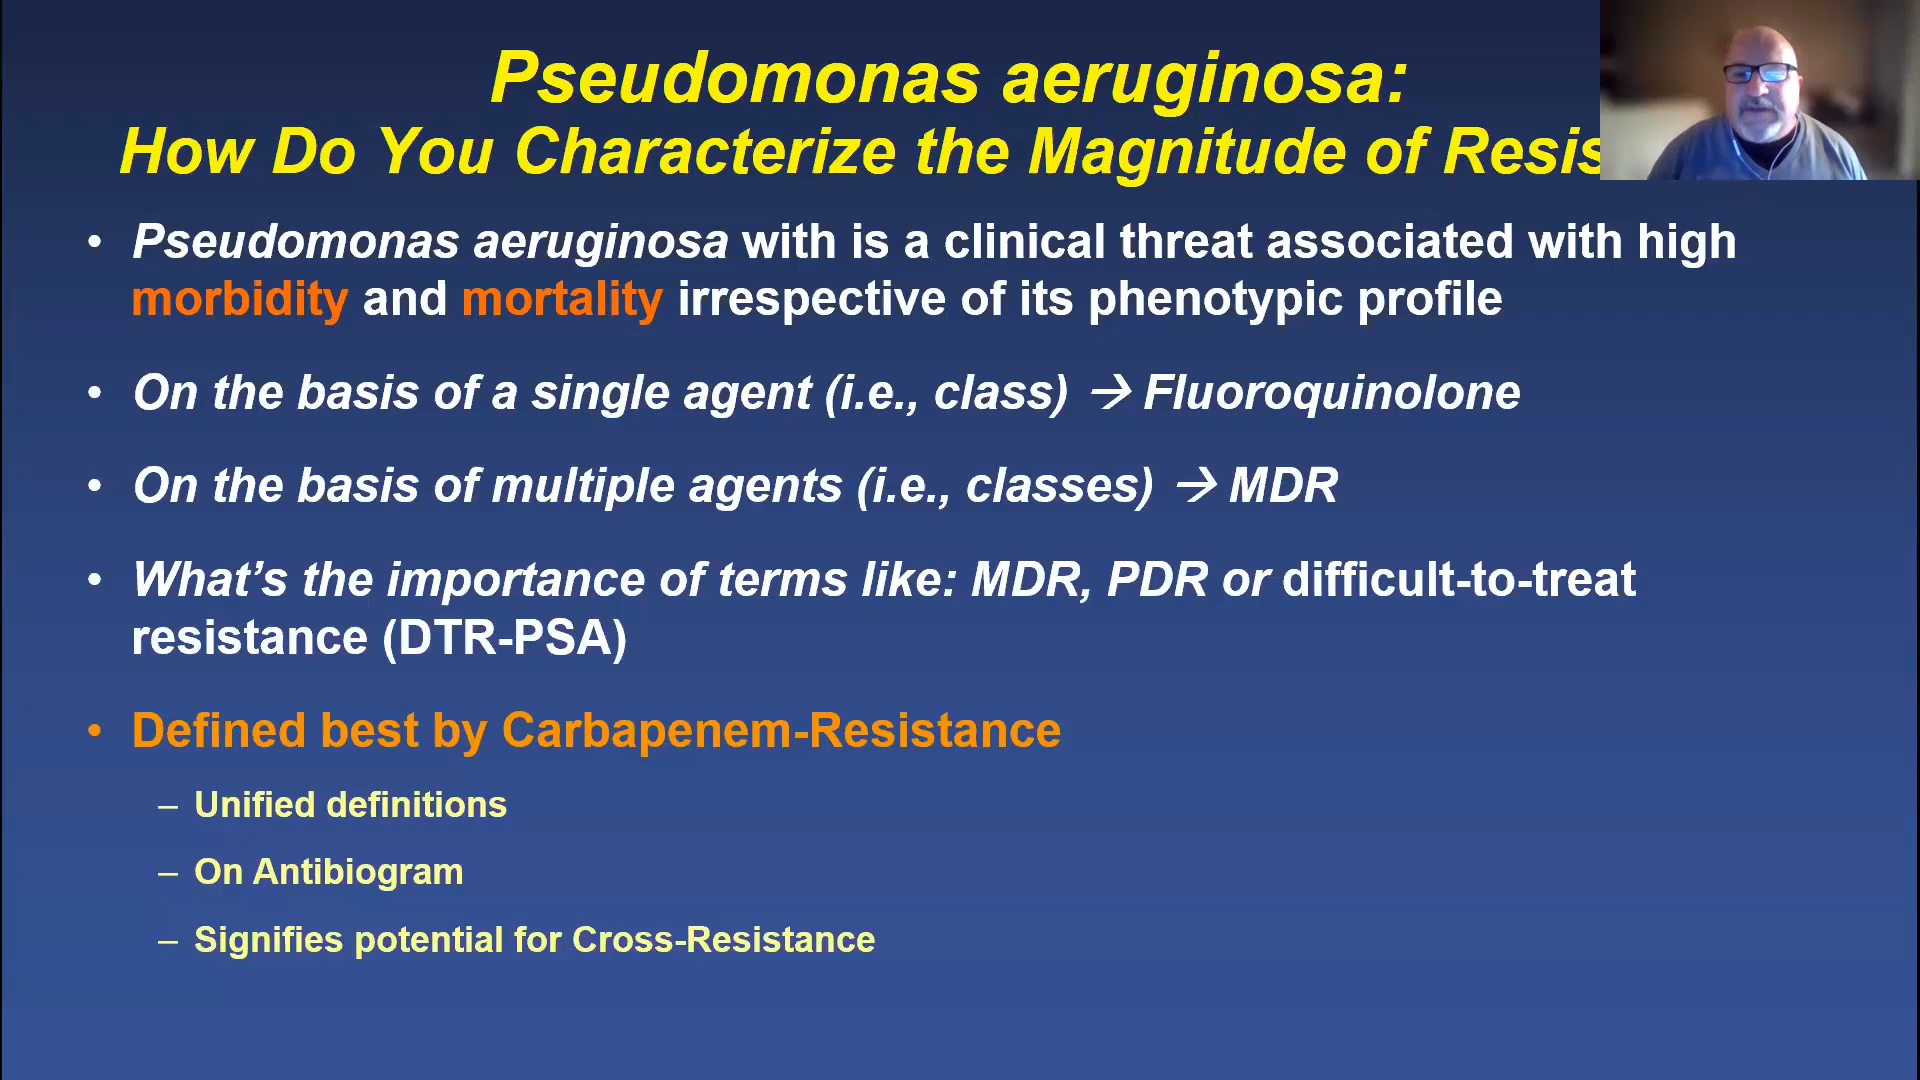 Pseudomonas aeruginosa:
How Do You Characterize the Magnitude of Resis
• Pseudomonas aeruginosa with is a clinical threat associated with high
morbidity and mortality irrespective of its phenotypic profile
• On the basis of a single agent (i.e., class) → Fluoroquinolone
• On the basis of multiple agents (i.e., classes) → MDR
• What’s the importance of terms like: MDR, PDR or difficult-to-treat
resistance (DTR-PSA)
• Defined best by Carbapenem-Resistance
– Unified definitions
– On Antibiogram
– Signifies potential for Cross-Resistance